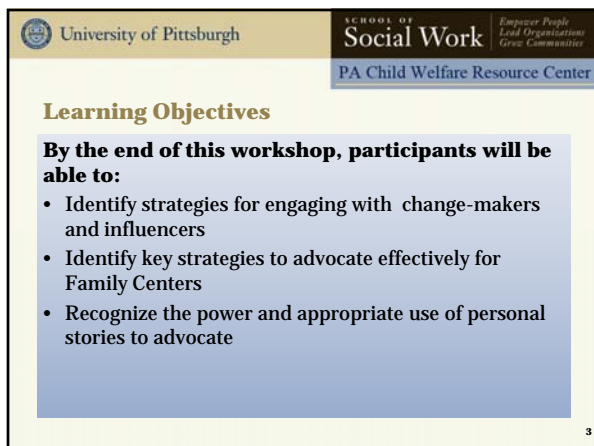 University of Pittsburgh
SCHOOL OF
Social Work
Empower People
Lead Organizations
Grow Communities
PA Child Welfare Resource Center
Learning Objectives
By the end of this workshop, participants will be
able to:
• Identify strategies for engaging with change-makers
and influencers
• Identify key strategies to advocate effectively for
Family Centers
• Recognize the power and appropriate use of personal
stories to advocate
3